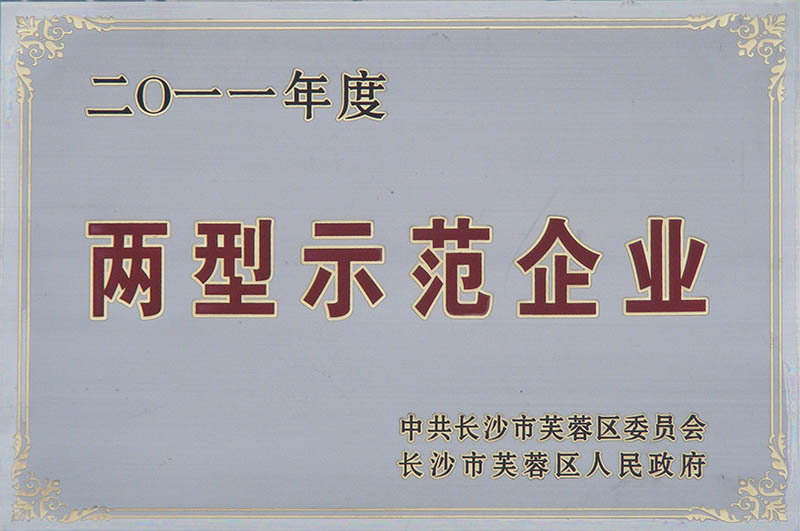 二〇一一年度
两型示范企业
中共长沙市芙蓉区委员会
长沙市芙蓉区人民政府